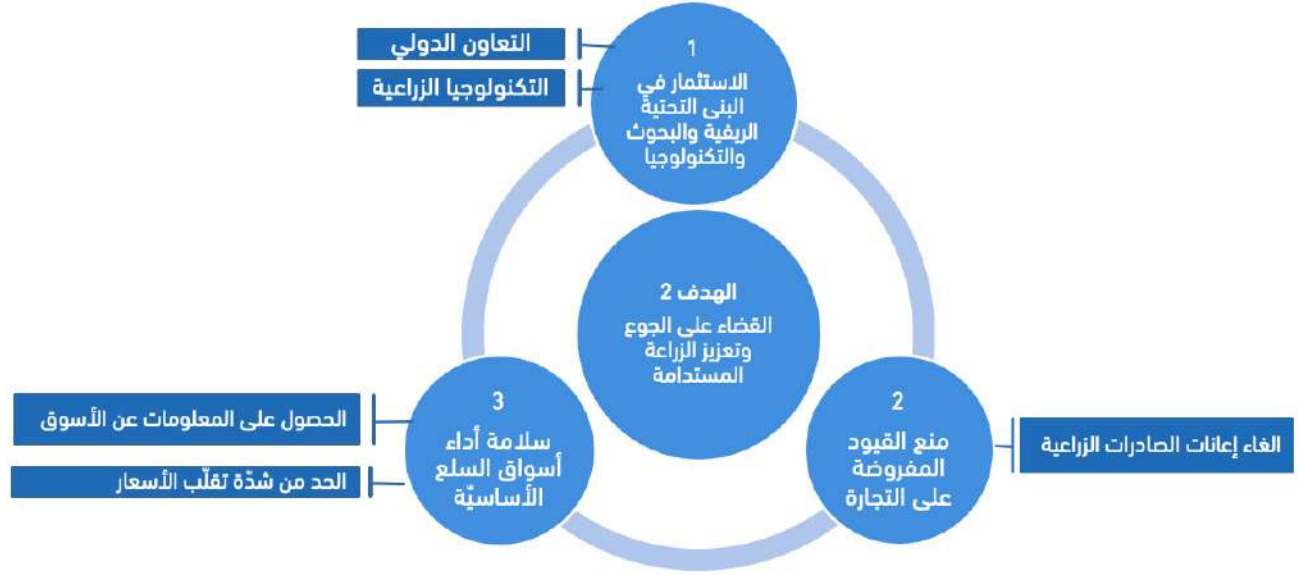 1
الاستثمار في
البنى التحتية
الريفية والبحوث
والتكنولوجيا
التعاون الدولي
التكنولوجيا الزراعية
الهدف 2
القضاء على الجوع
وتعزيز الزراعة
المستدامة
2
منع القيود
المفروضة
على التجارة
الغاء إعانات الصادرات الزراعية
3
سلامة أداء
أسواق السلع
الأساسيّة
الحصول على المعلومات عن الأسوق
الحد من شدّة تقلّب الأسعار